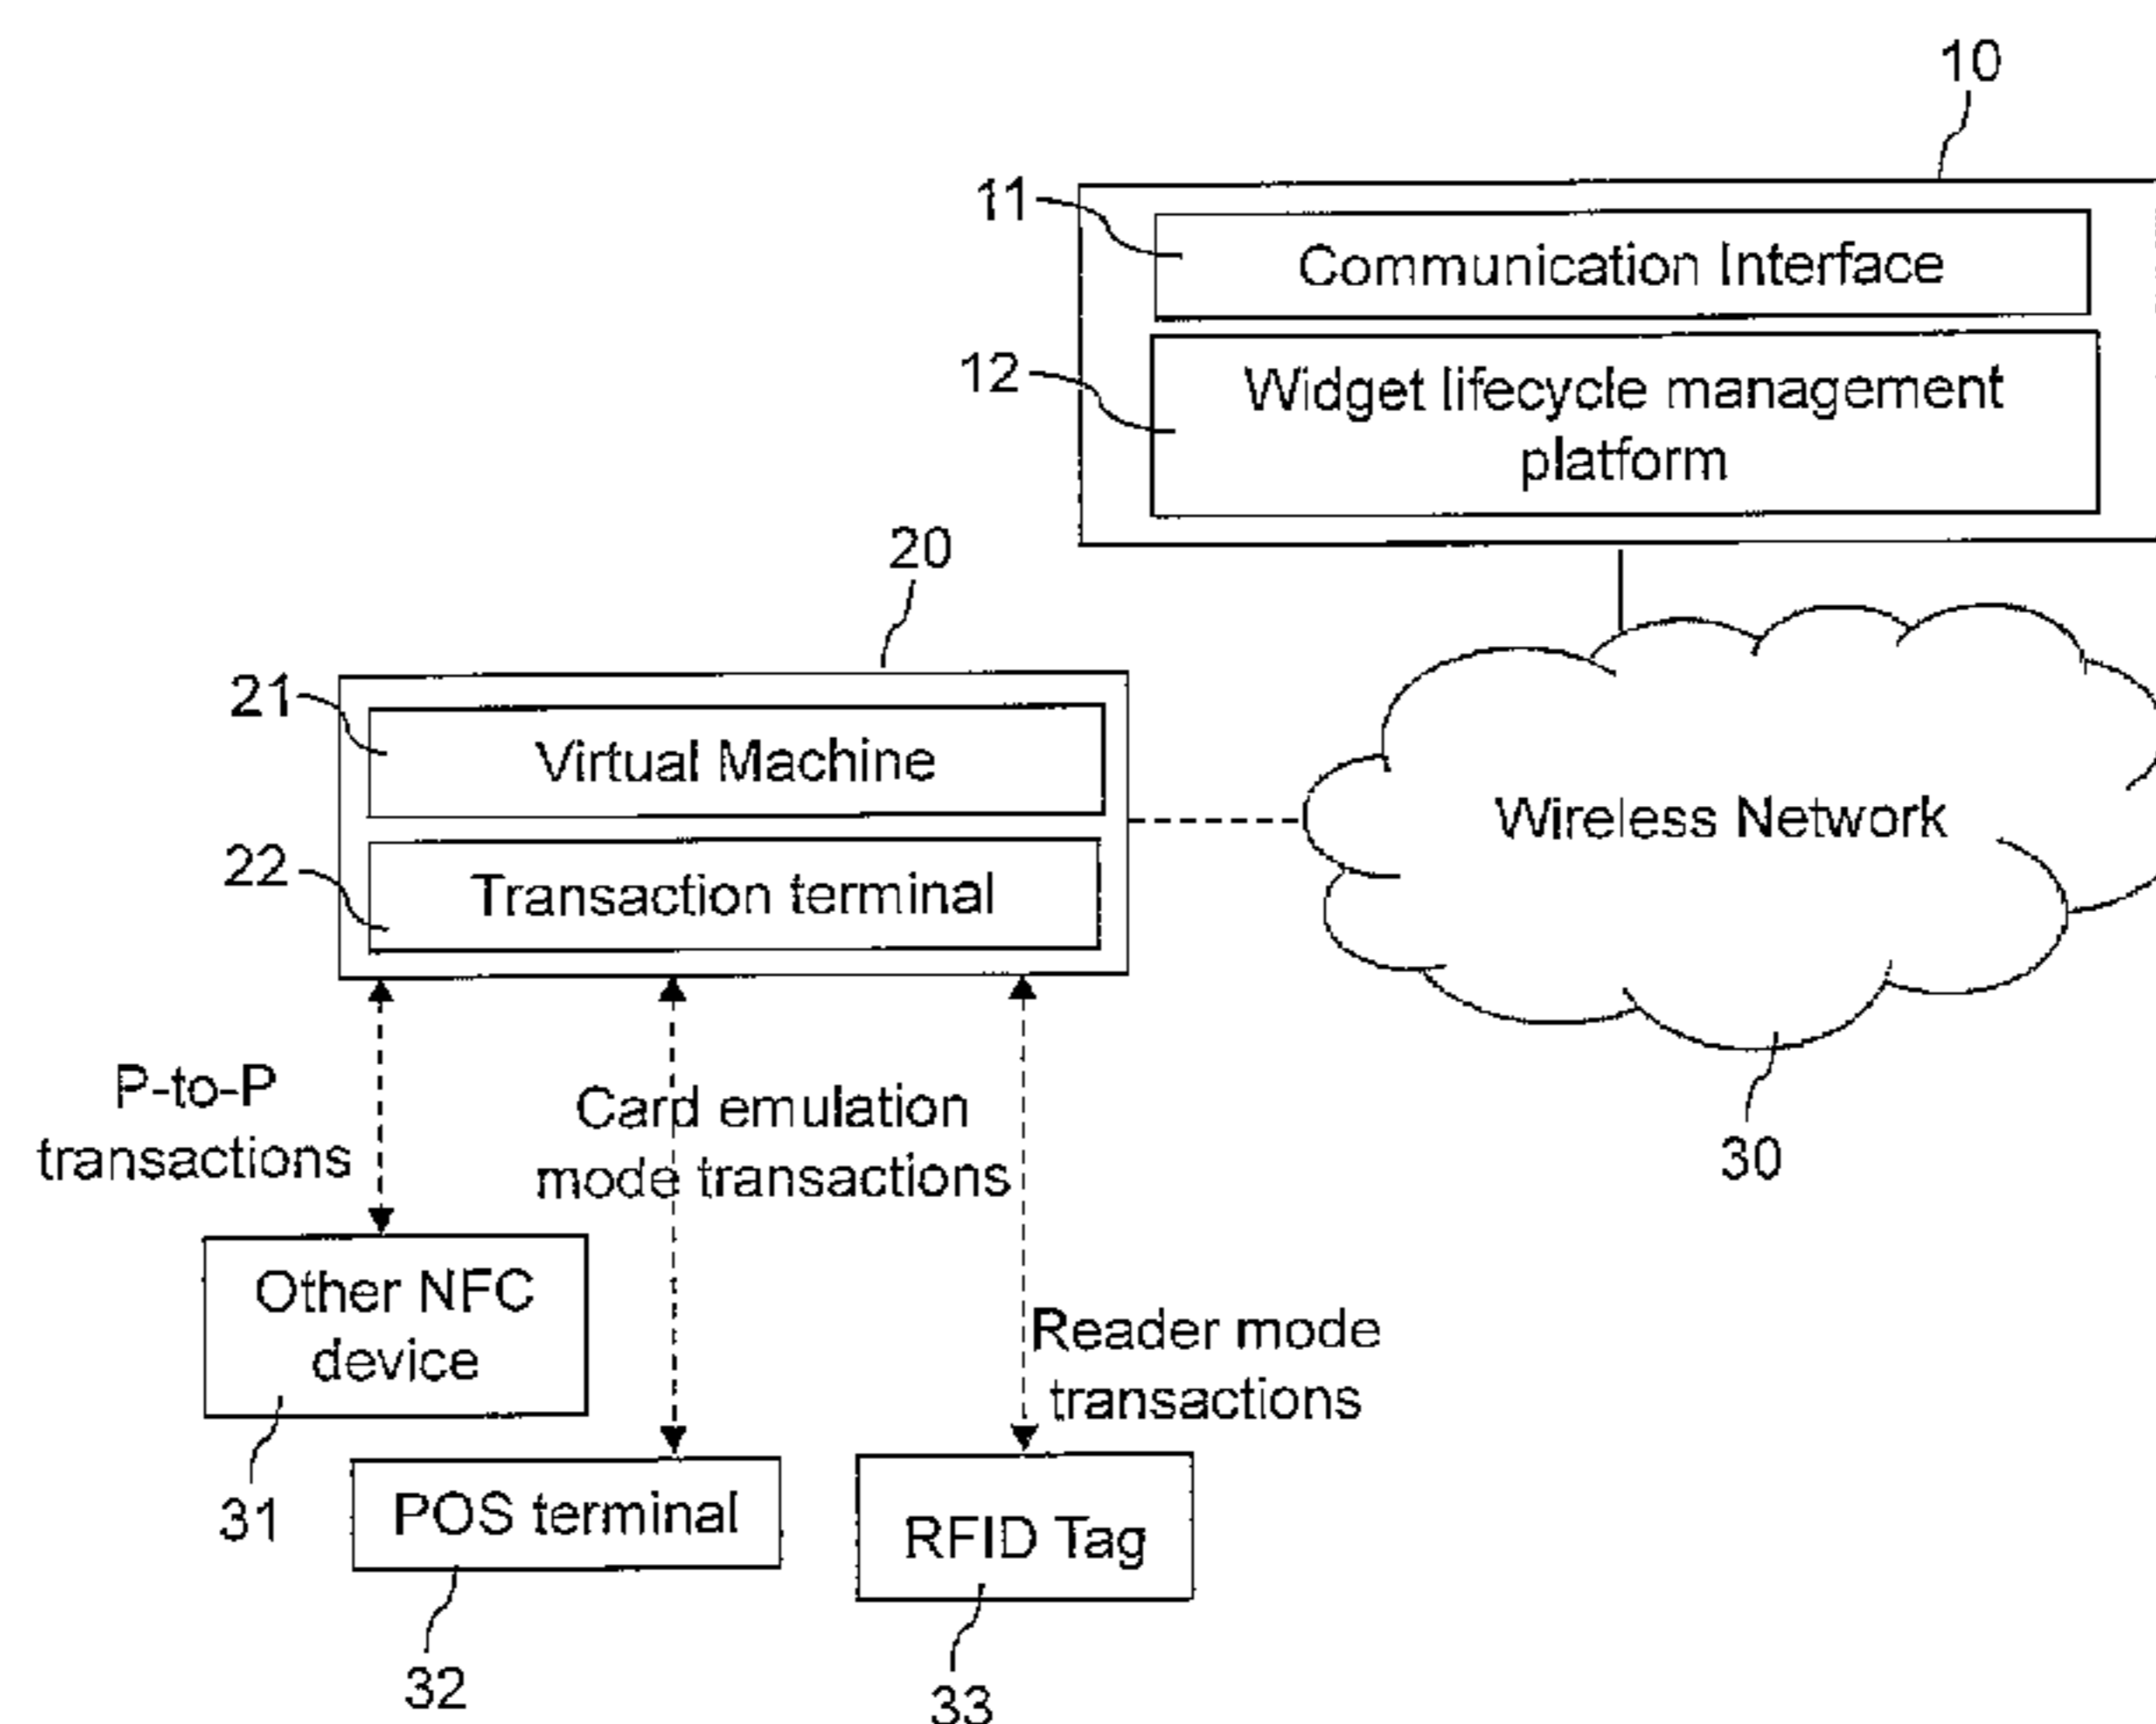 10
11
Communication Interface
12
Widget lifecycle management
platform
20
21
Virtual Machine
22
Transaction terminal
Wireless Network
30
P-to-P
transactions
Card emulation
mode transactions
Other NFC
device
Reader mode
transactions
31
POS terminal
RFID Tag
32
33